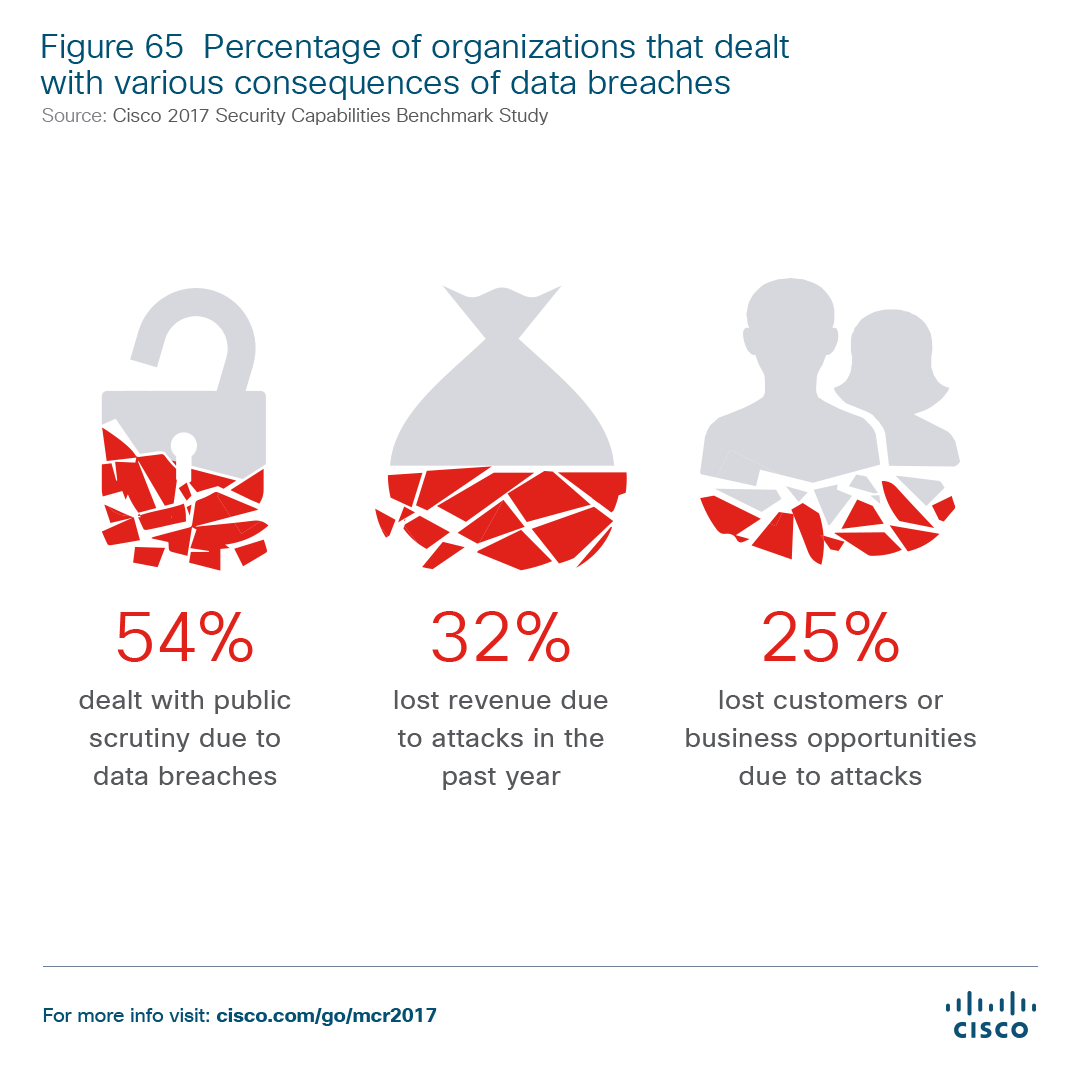 Figure 65  Percentage of organizations that dealt
with various consequences of data breaches
Source: Cisco 2017 Security Capabilities Benchmark Study
54%
dealt with public
scrutiny due to
data breaches
32%
lost revenue due
to attacks in the
past year
25%
lost customers or
business opportunities
due to attacks
For more info visit: cisco.com/go/mcr2017
CISCO